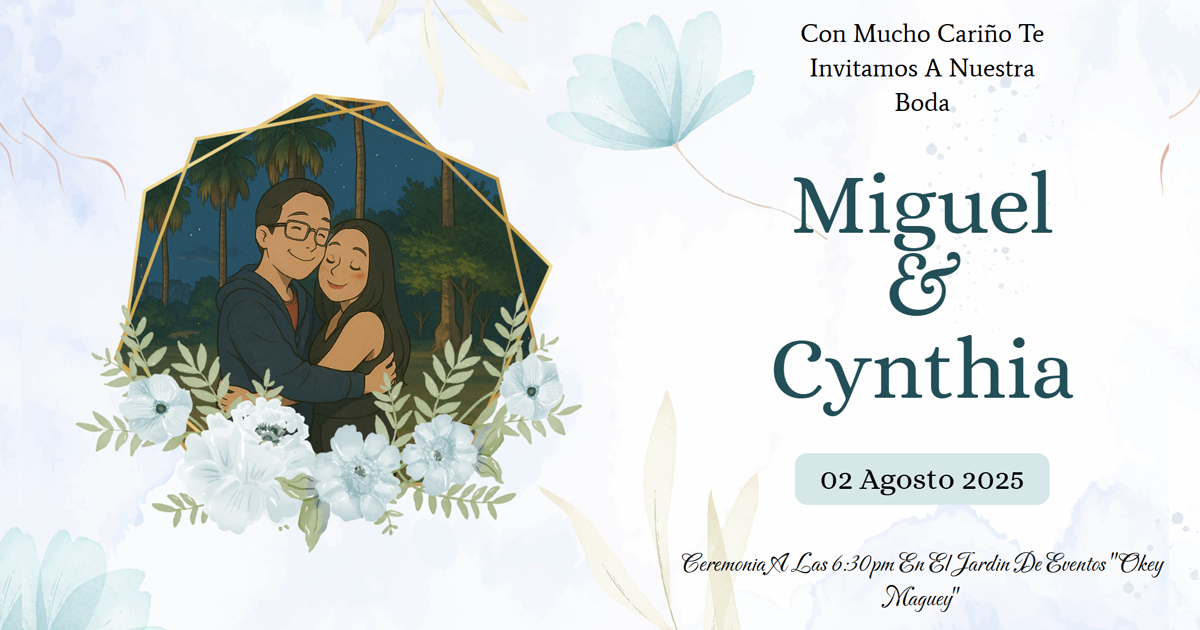 Con Mucho Cariño Te
Invitamos A Nuestra
Boda
Miguel
&
Cynthia
02 Agosto 2025
Ceremonia A Las 6:30pm En El Jardin De Eventos "Okey
Maguey"